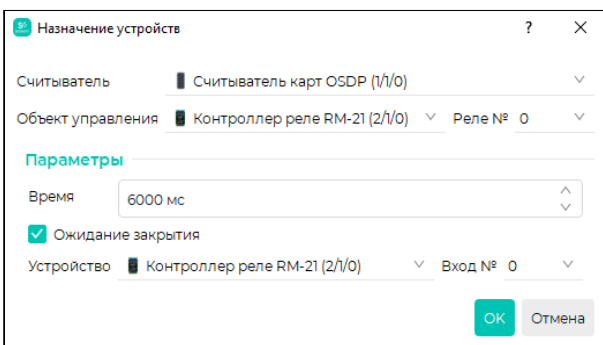 Назначение устройств ? ×
Считыватель Считыватель карт OSDP (1/1/0)
Объект управления Контроллер реле RM-21 (2/1/0) Реле № 0
Параметры
Время 6000 мс
Ожидание закрытия
Устройство Контроллер реле RM-21 (2/1/0) Вход № 0
OK Отмена